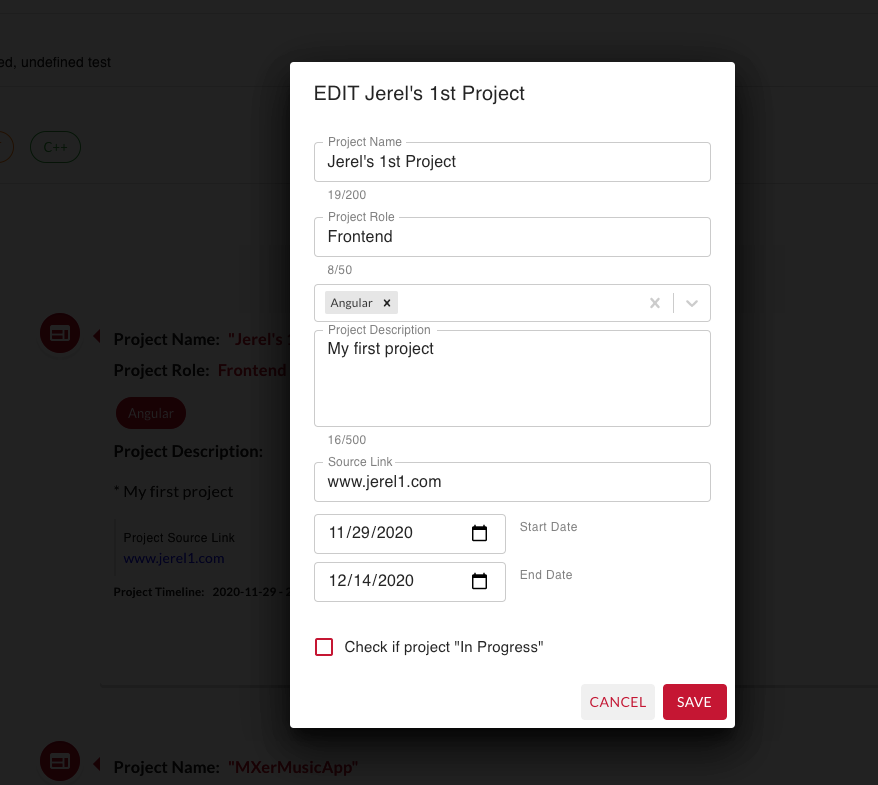 ed, undefined test
C++
EDIT Jerel's 1st Project
Project Name
Jerel's 1st Project
19/200
Project Role
Frontend
8/50
Angular
Project Description
My first project
16/500
Source Link
www.jerel1.com
11/29/2020
Start Date
12/14/2020
End Date
Check if project "In Progress"
CANCEL SAVE
Project Name: "Jerel's
Project Role: Frontend
Angular
Project Description:
* My first project
Project Source Link
www.jerel1.com
Project Timeline: 2020-11-29 - 2
Project Name: "MXerMusicApp"